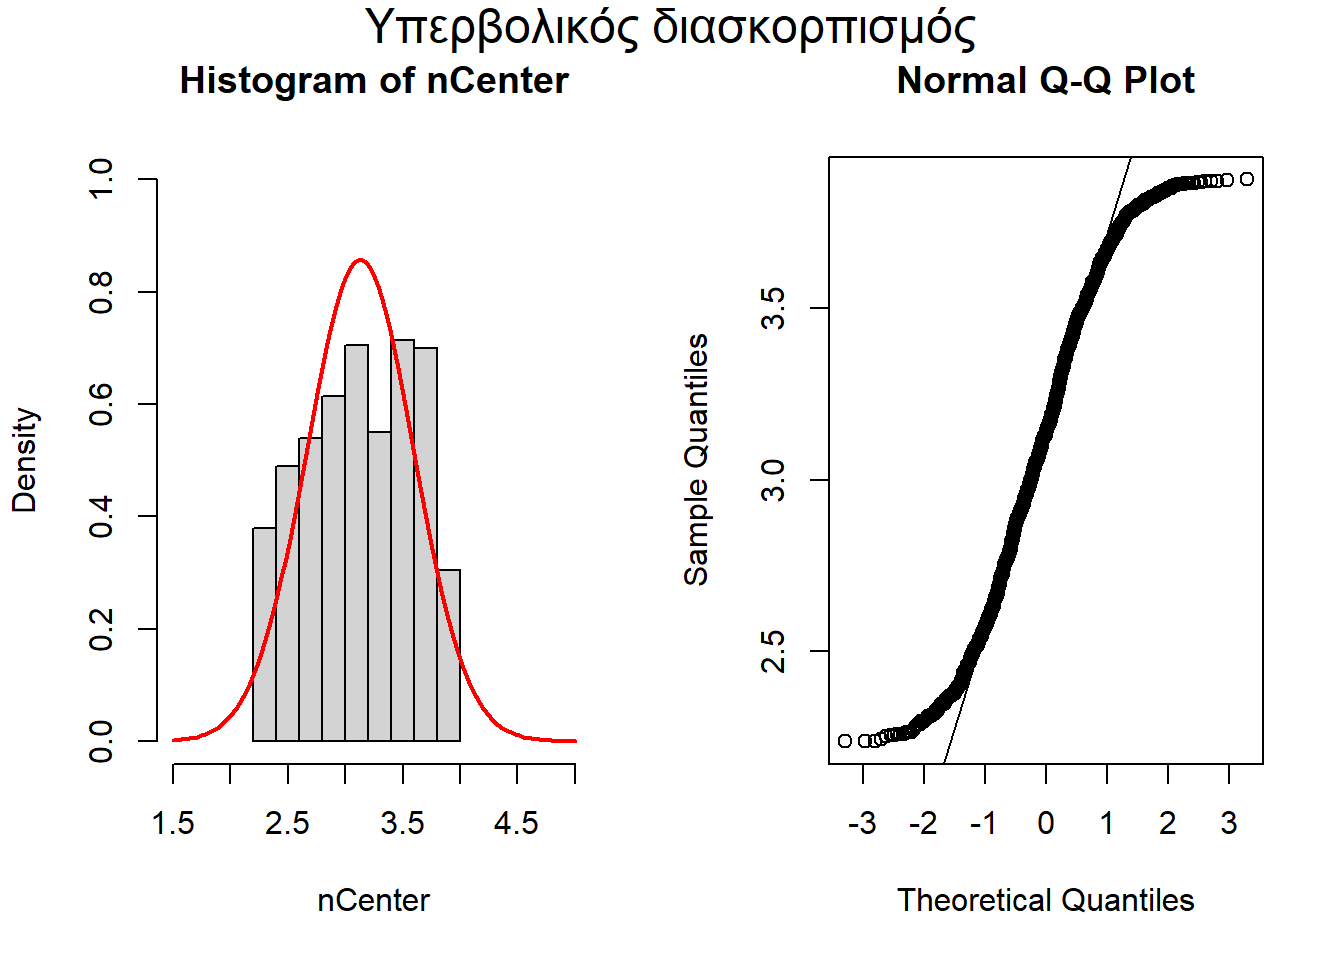 Υπερβολικός διασκορπισμός
Histogram of nCenter
Density
0.0 0.2 0.4 0.6 0.8 1.0
1.5 2.5 3.5 4.5
nCenter
Normal Q-Q Plot
Sample Quantiles
2.5 3.0 3.5
-3 -2 -1 0 1 2 3
Theoretical Quantiles